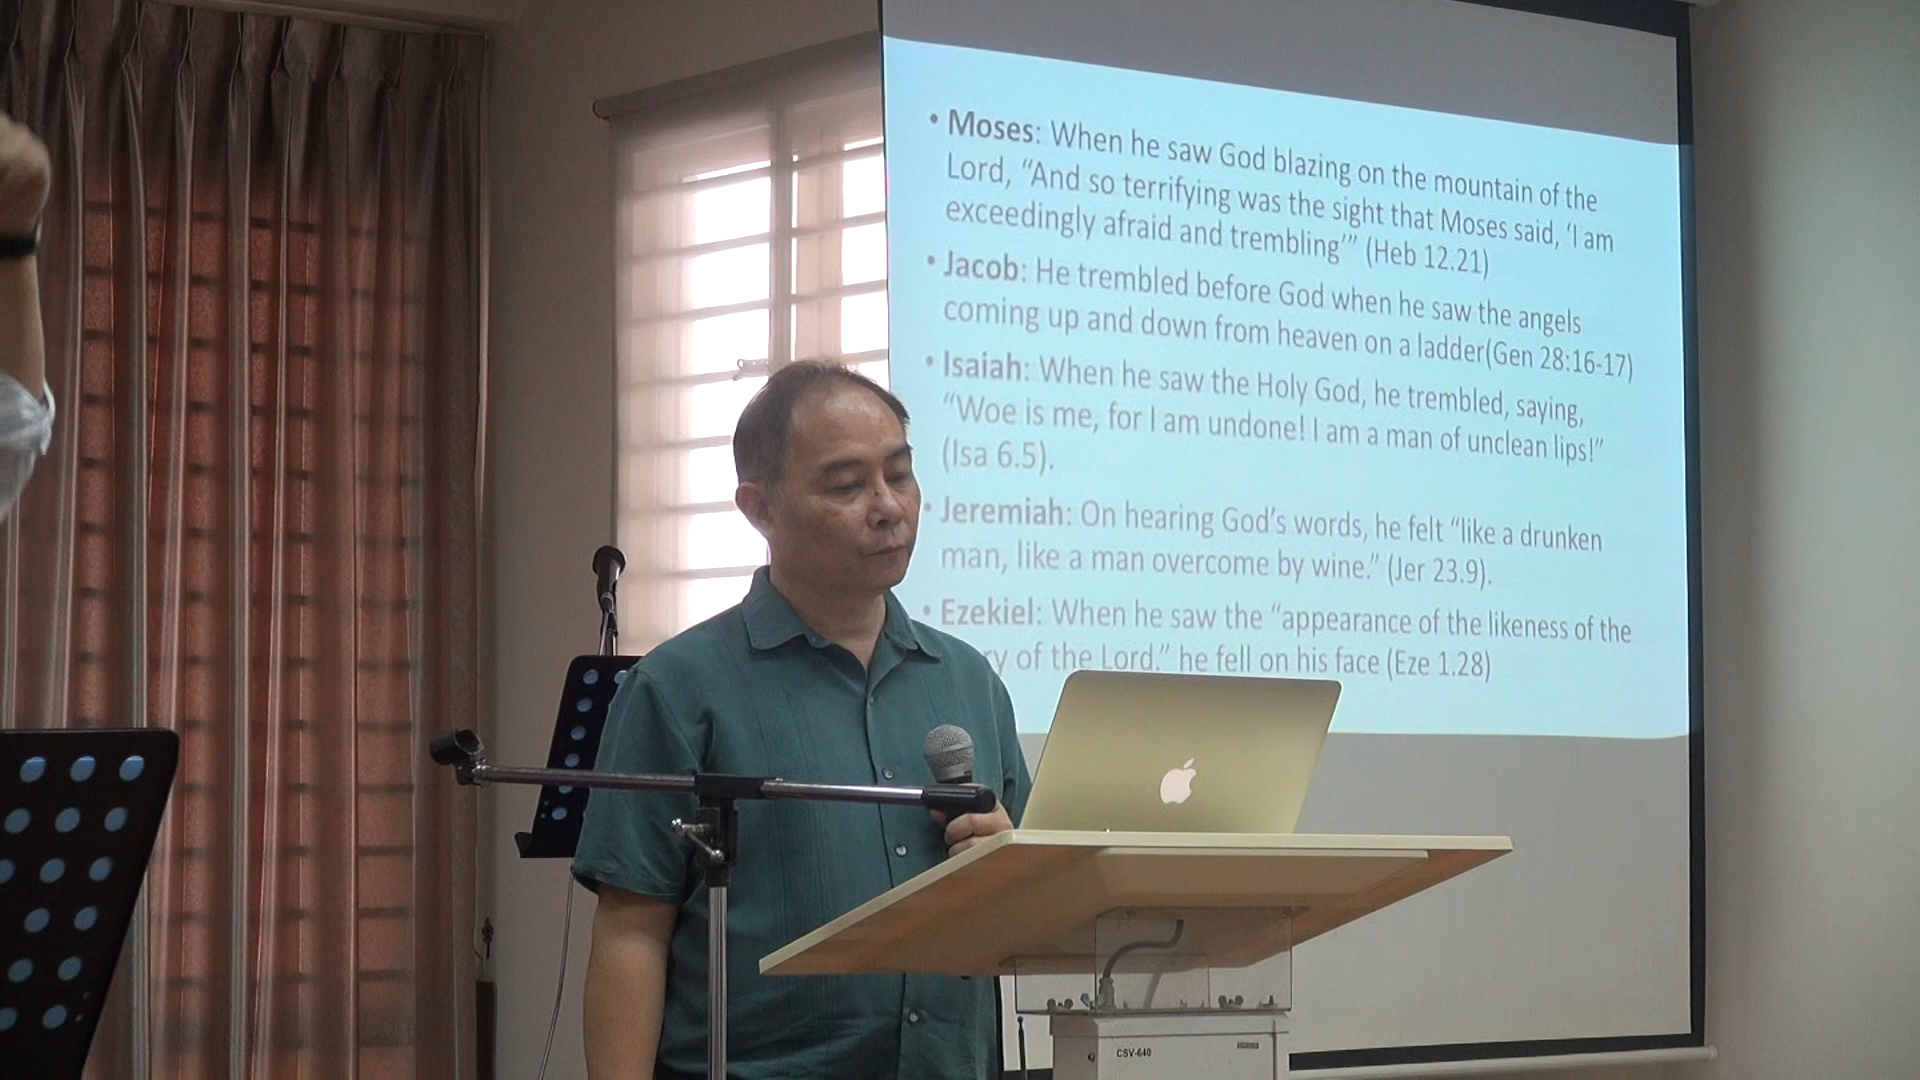 • Moses: When he saw God blazing on the mountain of the
Lord, “And so terrifying was the sight that Moses said, ‘I am
exceedingly afraid and trembling’” (Heb 12.21)
• Jacob: He trembled before God when he saw the angels
coming up and down from heaven on a ladder(Gen 28:16-17)
• Isaiah: When he saw the Holy God, he trembled, saying,
“Woe is me, for I am undone! I am a man of unclean lips!”
(Isa 6.5).
• Jeremiah: On hearing God’s words, he felt “like a drunken
man, like a man overcome by wine.” (Jer 23.9).
• Ezekiel: When he saw the “appearance of the likeness of the
ry of the Lord.” he fell on his face (Eze 1.28)
CSV-640